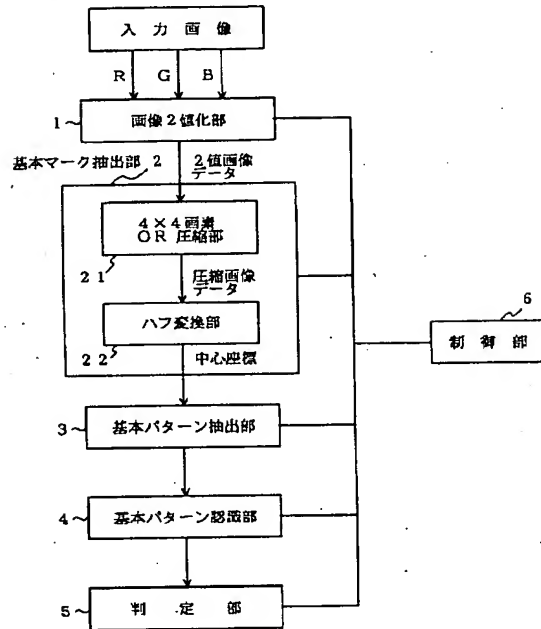 入力画像
R G B
1 画像2値化部
基本マーク抽出部 2
2値画像
データ
4×4画素
OR圧縮部
21
圧縮画像
データ
ハフ変換部
22
中心座標
6
制御部
3 基本パターン抽出部
4 基本パターン認識部
5 判定部